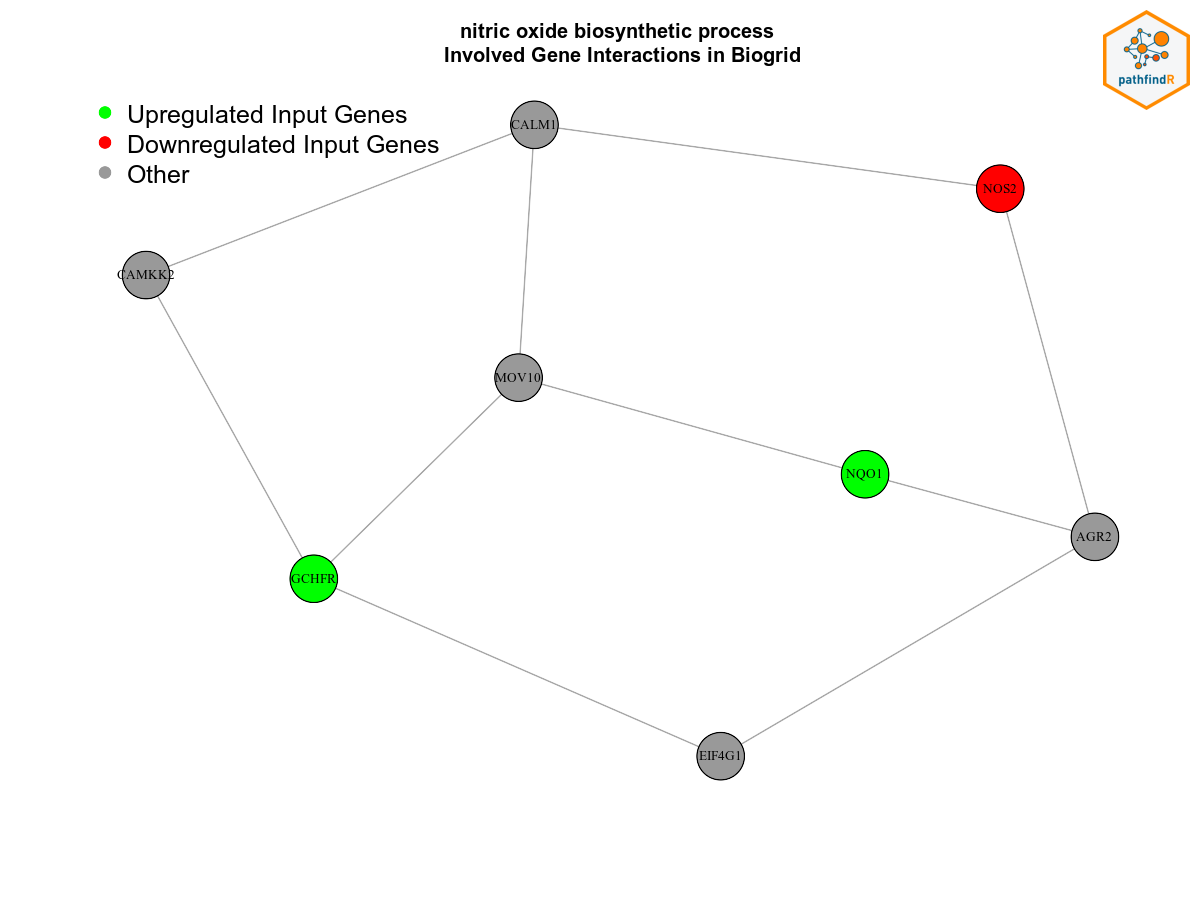 nitric oxide biosynthetic process
Involved Gene Interactions in Biogrid
pathfindR
Upregulated Input Genes
Downregulated Input Genes
Other
CALM1
NOS2
CAMKK2
MOV10
NQO1
AGR2
GCHFR
EIF4G1